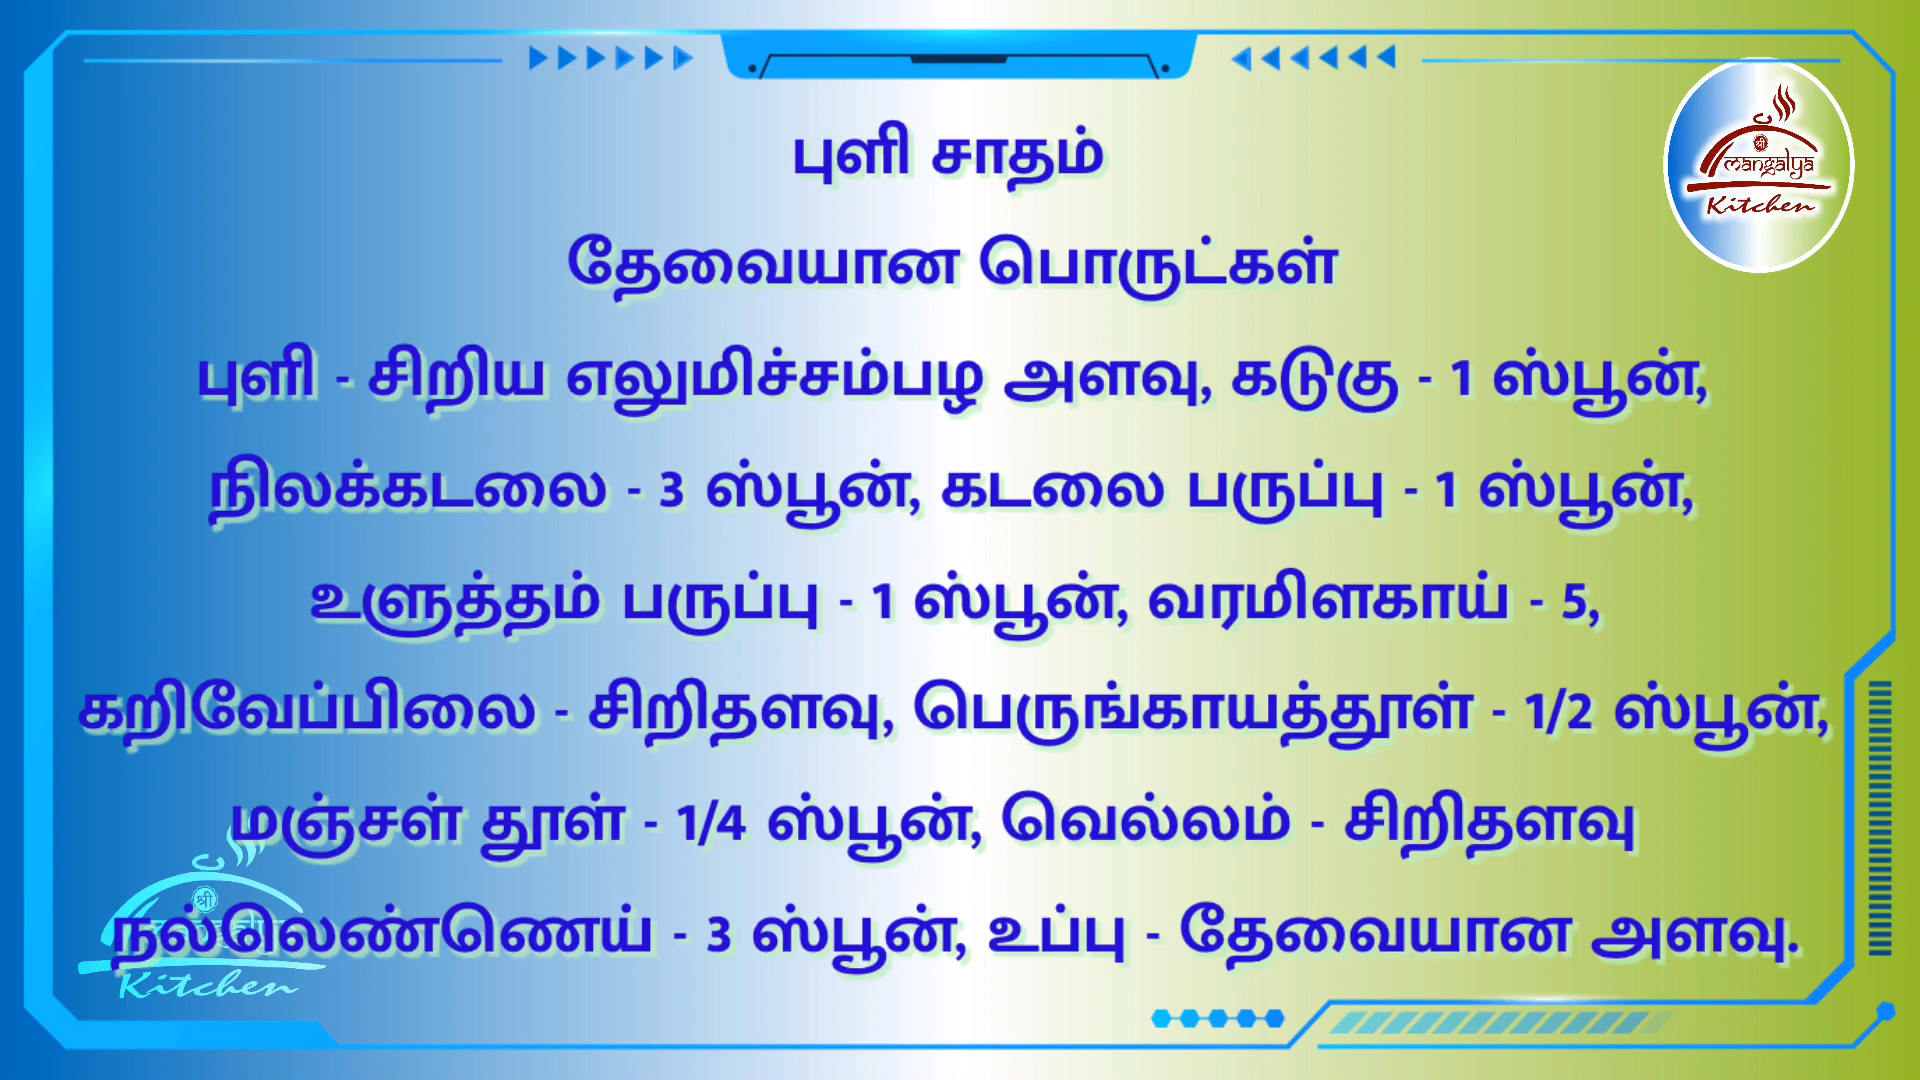 புளி சாதம்
ஸ்ரீ
mangalya
Kitchen
தேவையான பொருட்கள்
புளி - சிறிய எலுமிச்சம்பழ அளவு, கடுகு - 1 ஸ்பூன்,
நிலக்கடலை - 3 ஸ்பூன், கடலை பருப்பு - 1 ஸ்பூன்,
உளுத்தம் பருப்பு - 1 ஸ்பூன், வரமிளகாய் - 5,
கறிவேப்பிலை - சிறிதளவு, பெருங்காயத்தூள் - 1/2 ஸ்பூன்,
மஞ்சள் தூள் - 1/4 ஸ்பூன், வெல்லம் - சிறிதளவு
நல்லெண்ணெய் - 3 ஸ்பூன், உப்பு - தேவையான அளவு.
श्री
mangalya
Kitchen